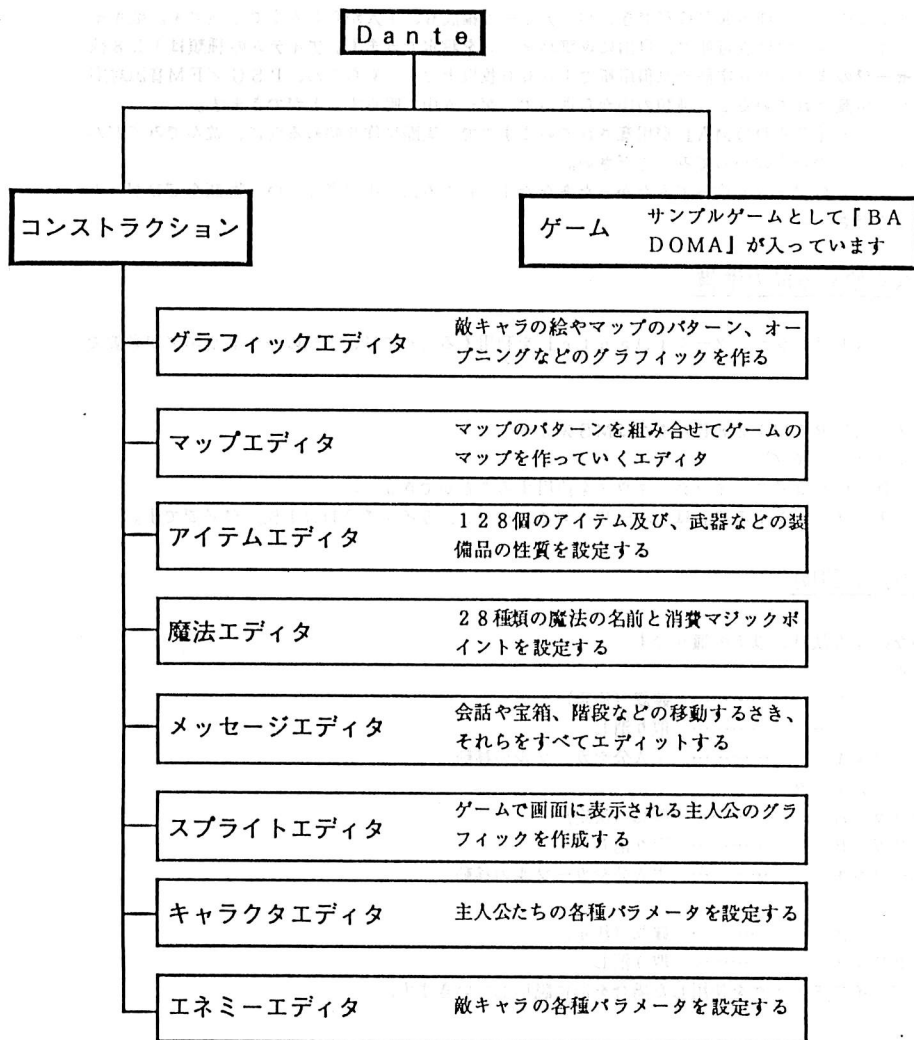 Dante
コンストラクション
ゲーム
サンプルゲームとして『BA
DOMA』が入っています
グラフィックエディタ
敵キャラの絵やマップのパターン、オー
プニングなどのグラフィックを作る
マップエディタ
マップのパターンを組み合せてゲームの
マップを作っていくエディタ
アイテムエディタ
128個のアイテム及び、武器などの装
備品の性質を設定する
魔法エディタ
28種類の魔法の名前と消費マジックポ
イントを設定する
メッセージエディタ
会話や宝箱、階段などの移動するさき、
それらをすべてエディットする
スプライトエディタ
ゲームで画面に表示される主人公のグラ
フィックを作成する
キャラクタエディタ
主人公たちの各種パラメータを設定する
エネミーエディタ
敵キャラの各種パラメータを設定する